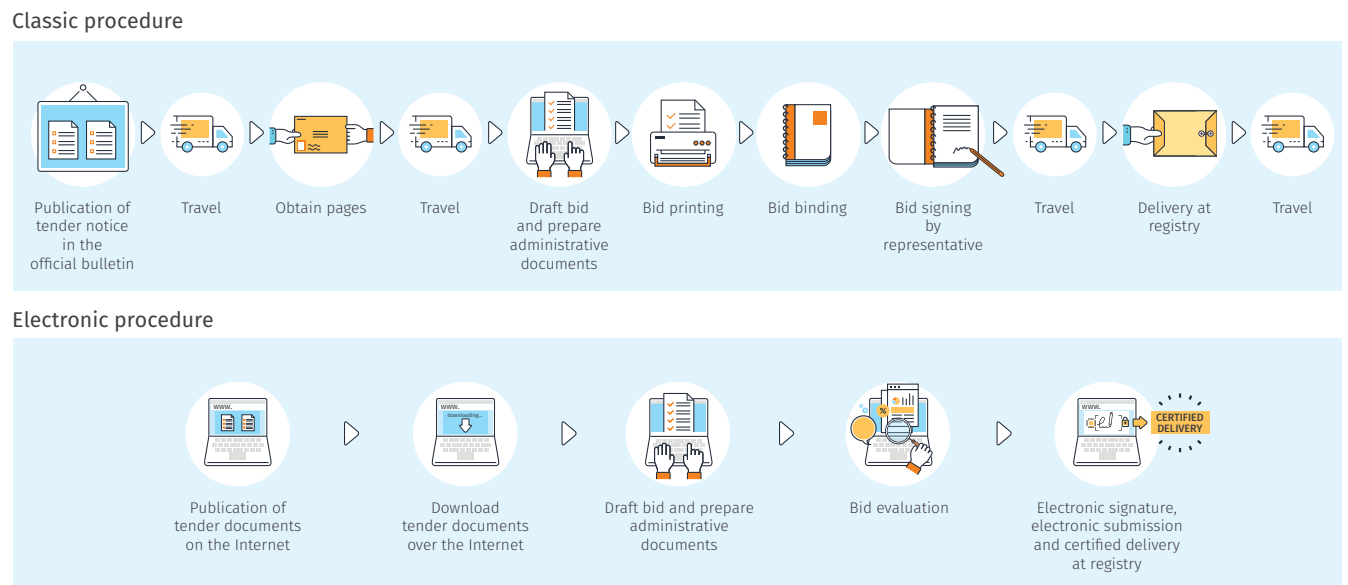 Classic procedure
Publication of
tender notice
in the
official bulletin
Travel
Obtain pages
Travel
Draft bid
and prepare
administrative
documents
Bid printing
Bid binding
Bid signing
by
representative
Travel
Delivery at
registry
Travel
Electronic procedure
www.
Publication of
tender documents
on the Internet
www.
downloading...
Download
tender documents
over the Internet
Draft bid and prepare
administrative
documents
%
Bid evaluation
www.
CERTIFIED
DELIVERY
Electronic signature,
electronic submission
and certified delivery
at registry